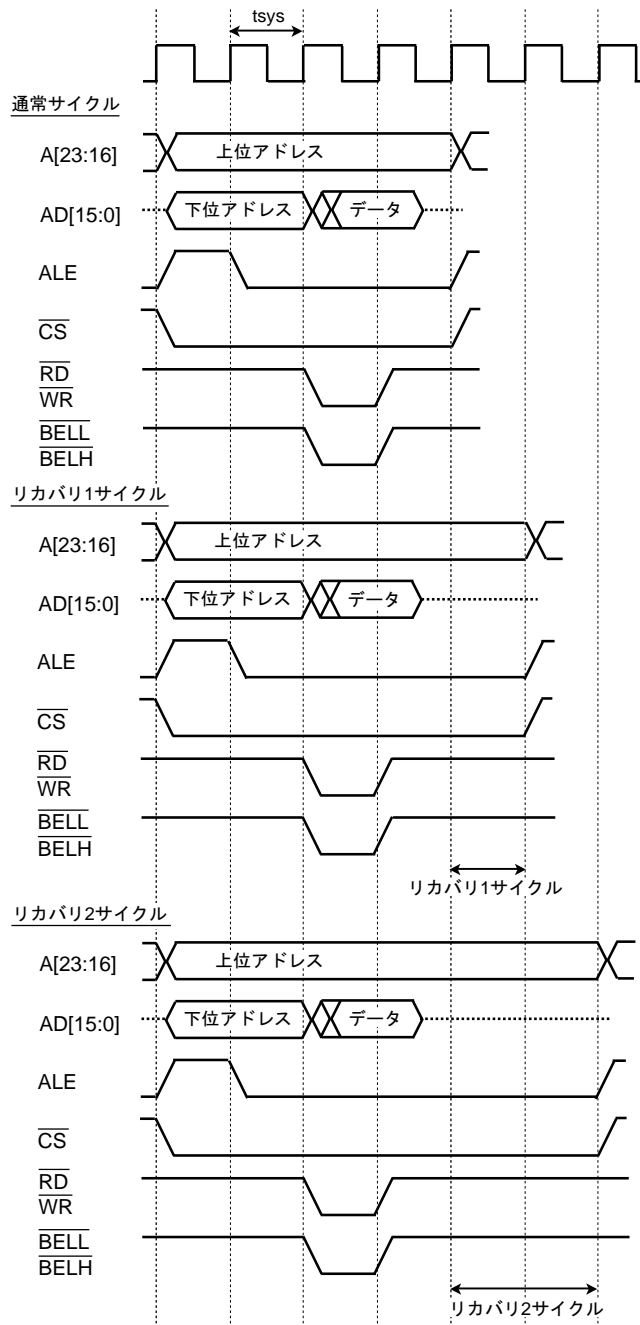 tsys
通常サイクル
A[23:16]
上位アドレス
AD[15:0]
下位アドレス
データ
ALE
CS
RD
WR
BELL
BELH
リカバリ1サイクル
A[23:16]
上位アドレス
AD[15:0]
下位アドレス
データ
ALE
CS
RD
WR
BELL
BELH
リカバリ1サイクル
リカバリ2サイクル
A[23:16]
上位アドレス
AD[15:0]
下位アドレス
データ
ALE
CS
RD
WR
BELL
BELH
リカバリ2サイクル